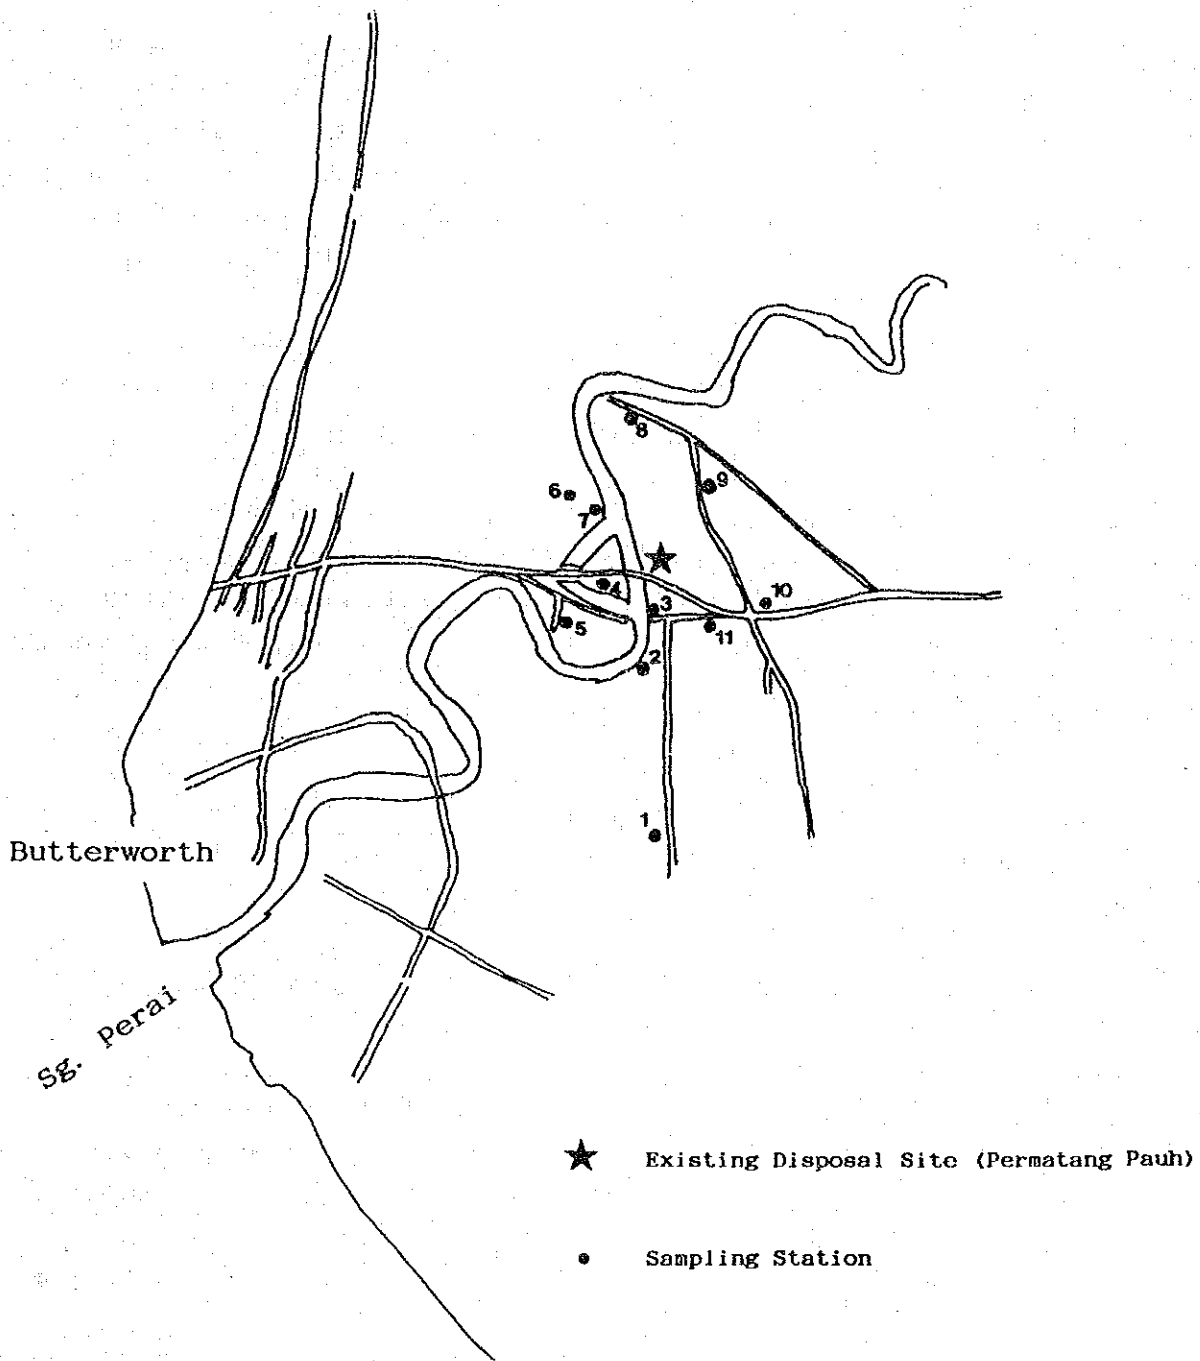 8
9
6
7
10
4
3
5
11
2
1
Butterworth
Sg. Perai
Existing Disposal Site (Permatang Pauh)
Sampling Station